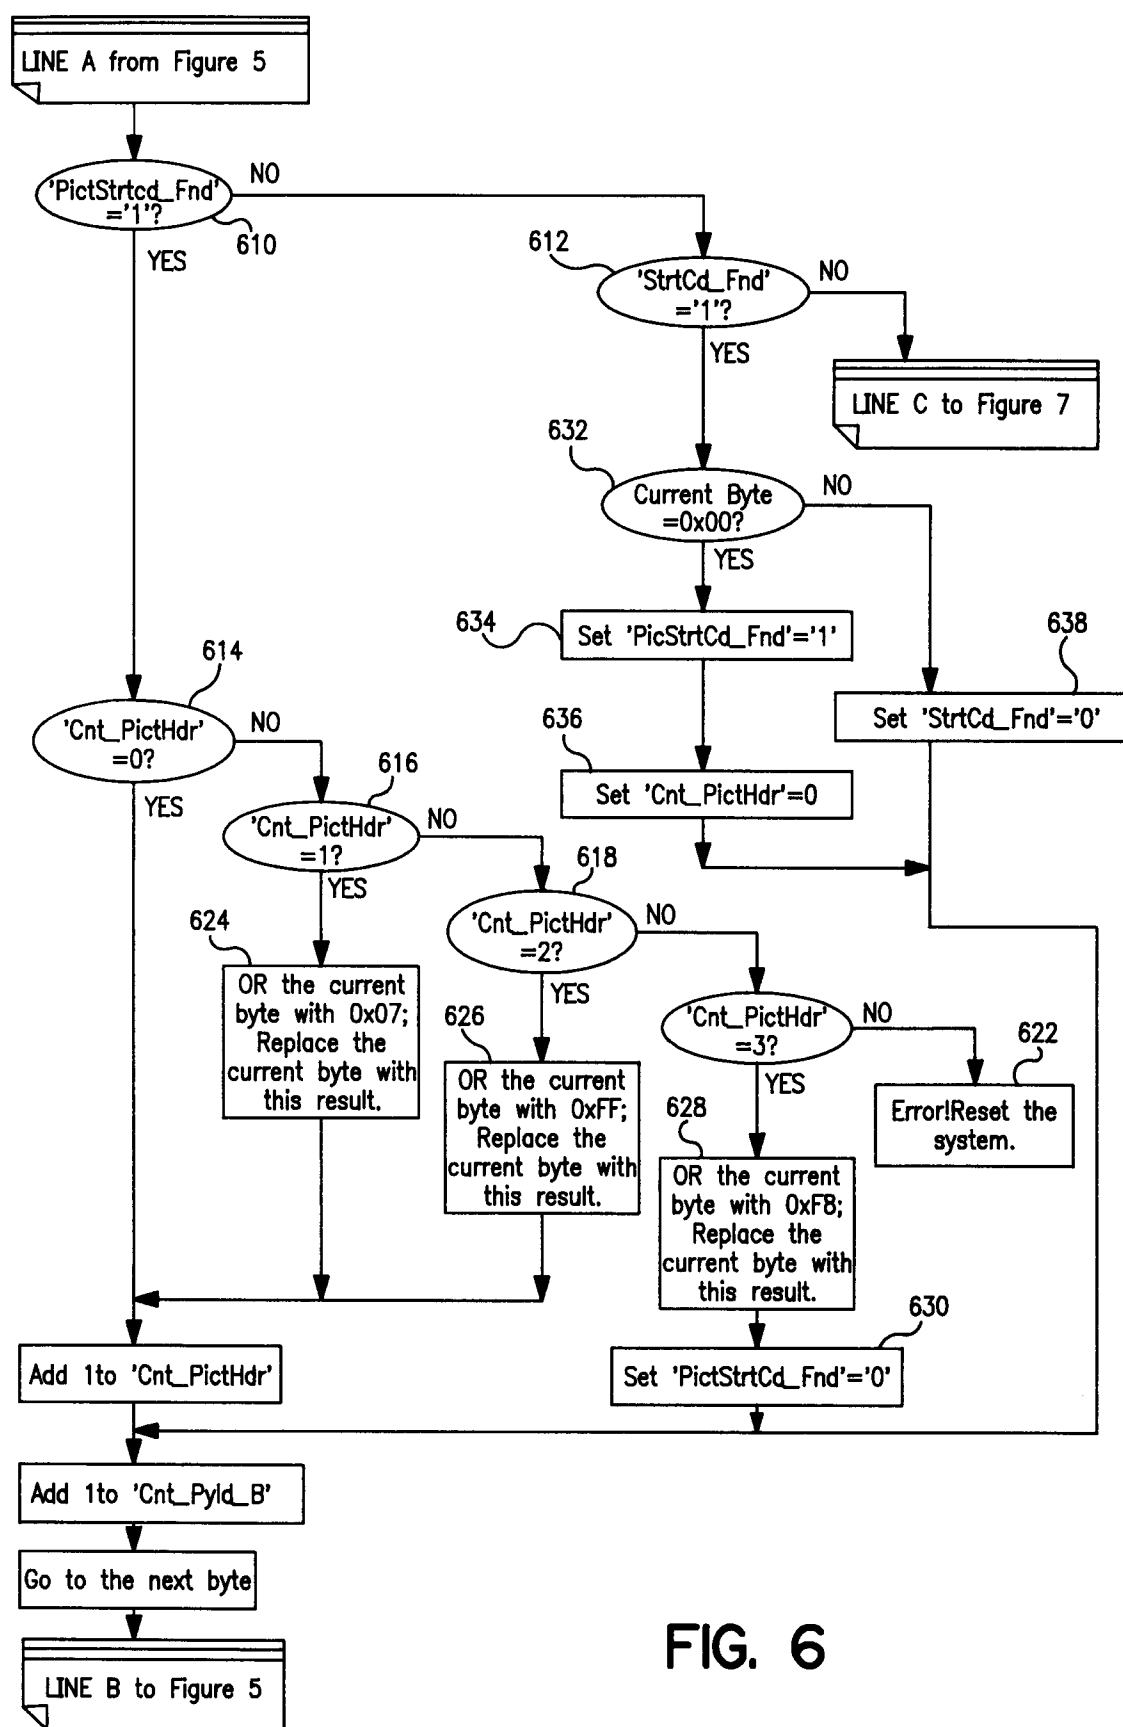 LINE A from Figure 5
'PictStrtcd_Fnd'
='1'?
NO
610
YES
612
'StrtCd_Fnd'
='1'?
NO
YES
LINE C to Figure 7
632
Current Byte
=0x00?
NO
YES
634
Set 'PicStrtCd_Fnd'='1'
638
Set 'StrtCd_Fnd'='0'
636
Set 'Cnt_PictHdr'=0
614
'Cnt_PictHdr'
=0?
NO
YES
616
'Cnt_PictHdr'
=1?
NO
YES
618
'Cnt_PictHdr'
=2?
NO
YES
624
OR the current
byte with 0x07;
Replace the
current byte with
this result.
626
OR the current
byte with 0xFF;
Replace the
current byte with
this result.
'Cnt_PictHdr'
=3?
NO
YES
622
Error!Reset the
system.
628
OR the current
byte with 0xF8;
Replace the
current byte with
this result.
630
Set 'PictStrtCd_Fnd'='0'
Add 1to 'Cnt_PictHdr'
Add 1to 'Cnt_Pyld_B'
Go to the next byte
LINE B to Figure 5
FIG. 6